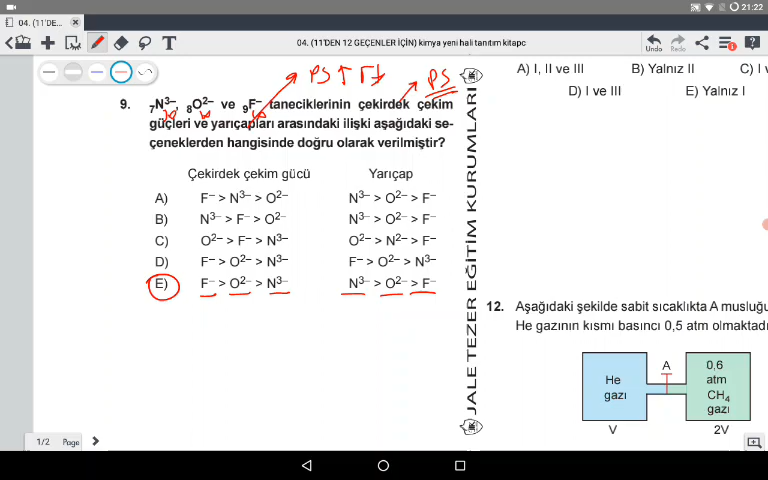 21:22
04. (11'DE...
04. (11'DEN 12 GEÇENLER İÇİN) kimya yeni hali tanıtım kitapc
Undo
Redo
PS↑ r↓
PS
9. ₇N³⁻, ₈O²⁻ ve ₉F⁻ taneciklerinin çekirdek çekim
güçleri ve yarıçapları arasındaki ilişki aşağıdaki se-
çeneklerden hangisinde doğru olarak verilmiştir?
Çekirdek çekim gücü Yarıçap
A) F⁻ > N³⁻ > O²⁻ N³⁻ > O²⁻ > F⁻
B) N³⁻ > F⁻ > O²⁻ N³⁻ > O²⁻ > F⁻
C) O²⁻ > F⁻ > N³⁻ O²⁻ > N²⁻ > F⁻
D) F⁻ > O²⁻ > N³⁻ F⁻ > O²⁻ > N³⁻
E) F⁻ > O²⁻ > N³⁻ N³⁻ > O²⁻ > F⁻
JALE TEZER EĞİTİM KURUMLARI
A) I, II ve III B) Yalnız II C) I v
D) I ve III E) Yalnız I
12. Aşağıdaki şekilde sabit sıcaklıkta A musluğu
He gazının kısmı basıncı 0,5 atm olmaktadı
He
gazı
A
0,6
atm
CH₄
gazı
V
2V
1/2 Page